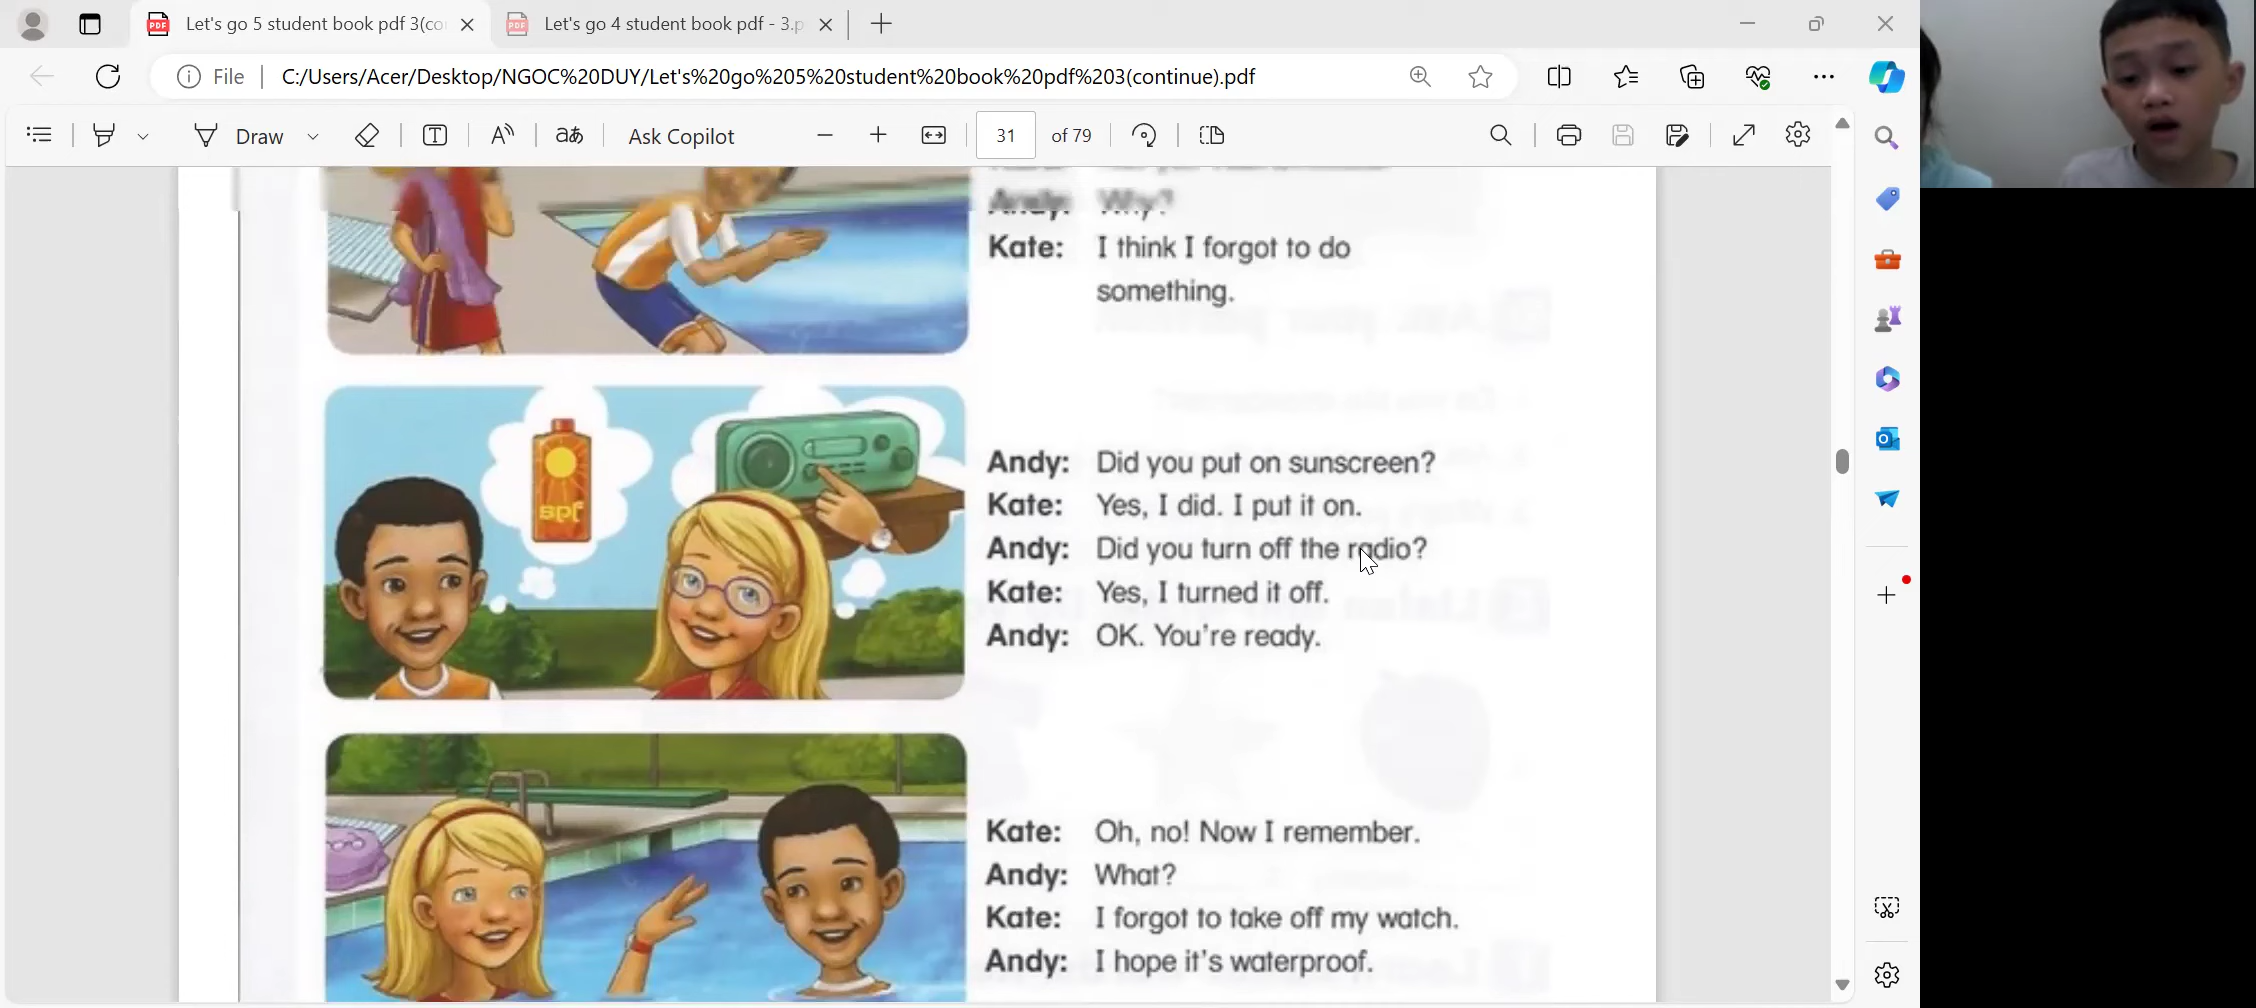 Let's go 5 student book pdf 3(co
Let's go 4 student book pdf - 3.p
File
C:/Users/Acer/Desktop/NGOC%20DUY/Let's%20go%205%20student%20book%20pdf%203(continue).pdf
Draw
Ask Copilot
31 of 79
Andy: Why?
Kate: I think I forgot to do
something.
Andy: Did you put on sunscreen?
Kate: Yes, I did. I put it on.
Andy: Did you turn off the radio?
Kate: Yes, I turned it off.
Andy: OK. You're ready.
Kate: Oh, no! Now I remember.
Andy: What?
Kate: I forgot to take off my watch.
Andy: I hope it's waterproof.